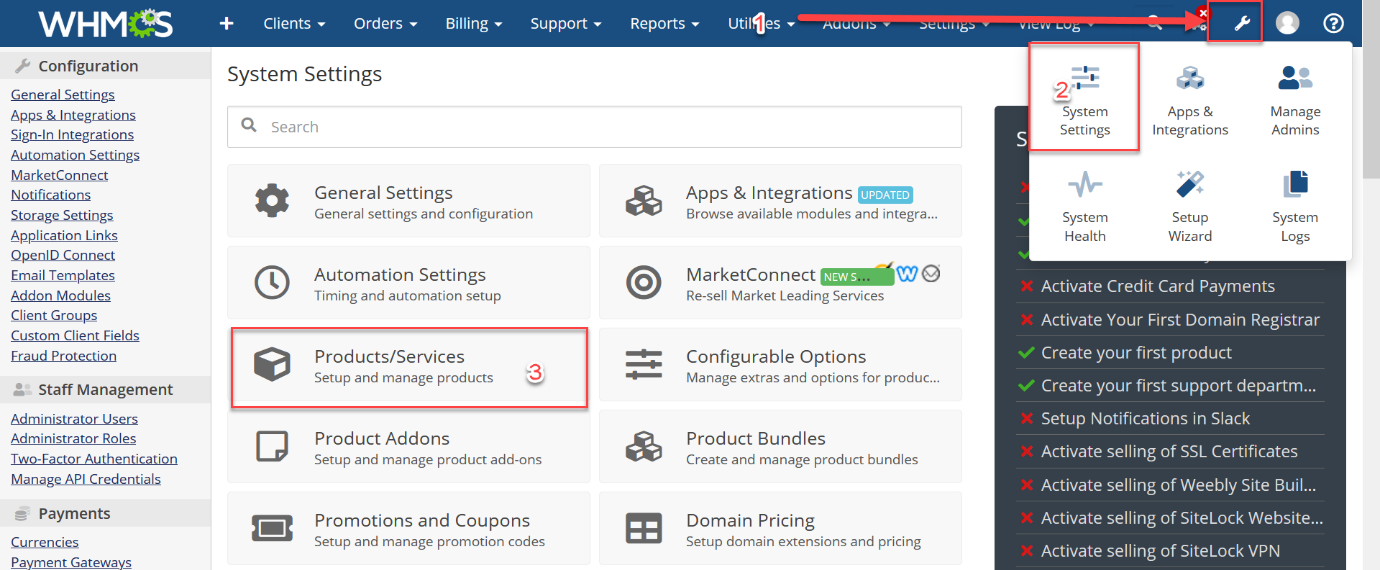 WHMCS
Clients
Orders
Billing
Support
Reports
Utilities
1
Addons
Settings
View Log
Configuration
General Settings
Apps & Integrations
Sign-In Integrations
Automation Settings
MarketConnect
Notifications
Storage Settings
Application Links
OpenID Connect
Email Templates
Addon Modules
Client Groups
Custom Client Fields
Fraud Protection
Staff Management
Administrator Users
Administrator Roles
Two-Factor Authentication
Manage API Credentials
Payments
Currencies
Payment Gateways
System Settings
Search
General Settings
General settings and configuration
Apps & Integrations UPDATED
Browse available modules and integra...
Automation Settings
Timing and automation setup
MarketConnect NEW S...
Re-sell Market Leading Services
Products/Services
Setup and manage products
3
Configurable Options
Manage extras and options for produc...
Product Addons
Setup and manage product add-ons
Product Bundles
Create and manage product bundles
Promotions and Coupons
Setup and manage promotion codes
Domain Pricing
Setup domain extensions and pricing
2
System
Settings
Apps &
Integrations
Manage
Admins
System
Health
Setup
Wizard
System
Logs
Activate Credit Card Payments
Activate Your First Domain Registrar
Create your first product
Create your first support departm...
Setup Notifications in Slack
Activate selling of SSL Certificates
Activate selling of Weebly Site Buil...
Activate selling of SiteLock Website...
Activate selling of SiteLock VPN